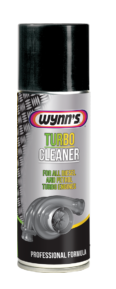 WYNN'S
TURBO
CLEANER
FOR ALL DIESEL
AND PETROL
TURBO ENGINES
PROFESSIONAL FORMULA